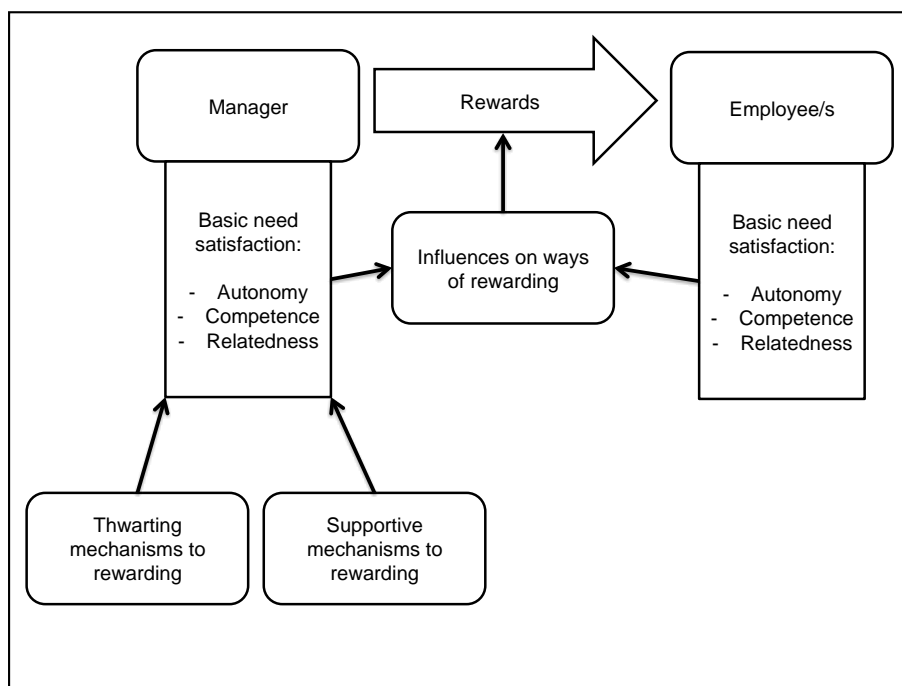 Manager
Rewards
Employee/s
Basic need
satisfaction:
- Autonomy
- Competence
- Relatedness
Influences on ways
of rewarding
Basic need
satisfaction:
- Autonomy
- Competence
- Relatedness
Thwarting
mechanisms to
rewarding
Supportive
mechanisms to
rewarding